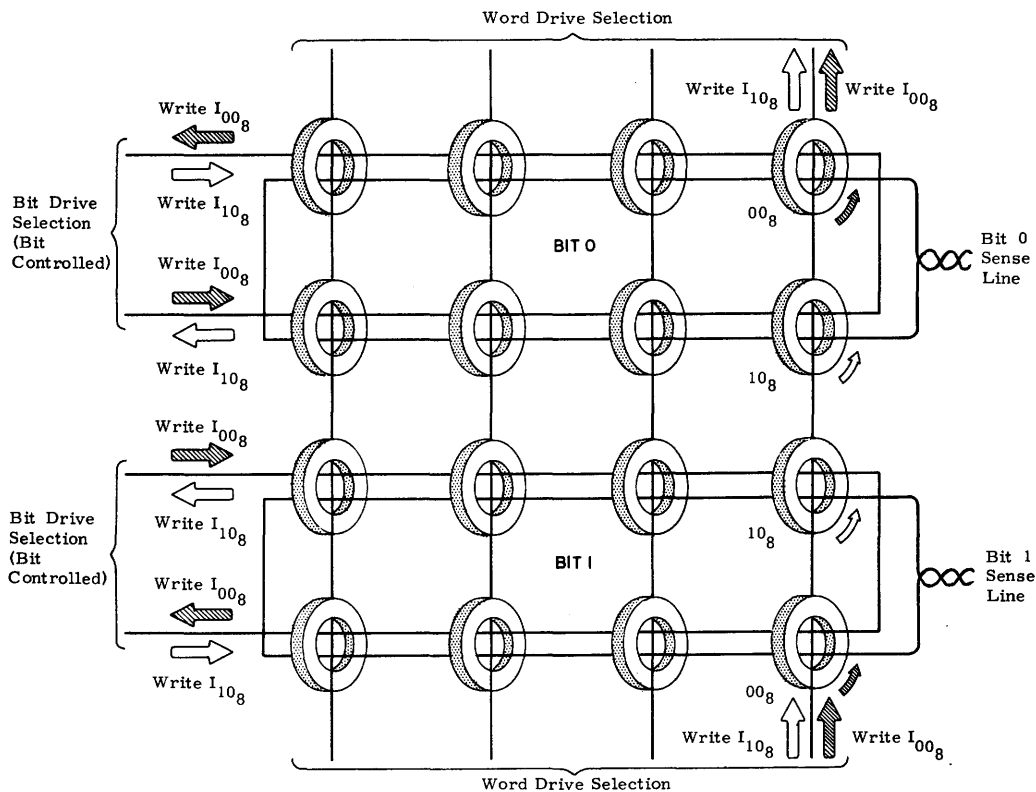 Word Drive Selection
Write I10₈
Write I00₈
Write I00₈
Write I10₈
Bit Drive
Selection
(Bit
Controlled)
00₈
BIT 0
Bit 0
Sense
Line
Write I00₈
Write I10₈
10₈
Write I00₈
Write I10₈
Bit Drive
Selection
(Bit
Controlled)
10₈
BIT 1
Bit 1
Sense
Line
Write I00₈
Write I10₈
00₈
Write I10₈
Write I00₈
Word Drive Selection